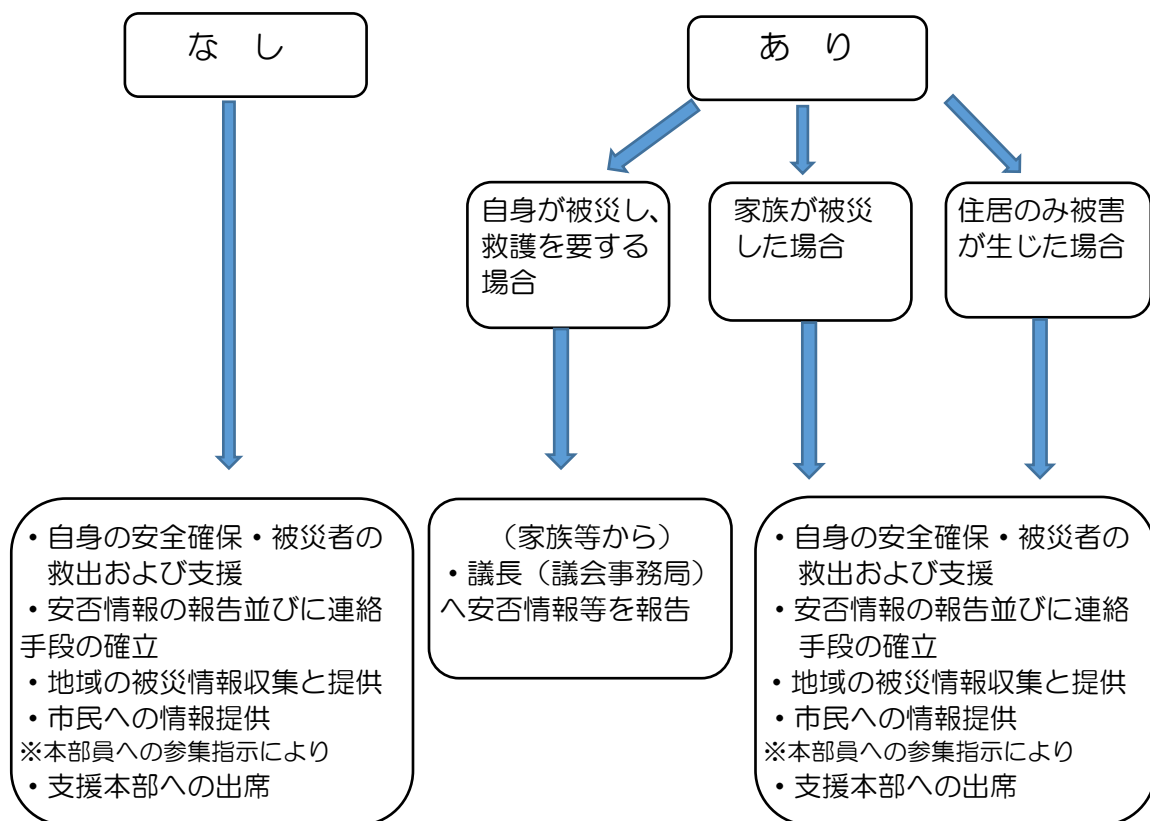 な し
あ り
自身が被災し、
救護を要する
場合
家族が被災
した場合
住居のみ被害
が生じた場合
・自身の安全確保・被災者の
救出および支援
・安否情報の報告並びに連絡
手段の確立
・地域の被災情報収集と提供
・市民への情報提供
※本部員への参集指示により
・支援本部への出席
（家族等から）
・議長（議会事務局）
へ安否情報等を報告
・自身の安全確保・被災者の
救出および支援
・安否情報の報告並びに連絡
手段の確立
・地域の被災情報収集と提供
・市民への情報提供
※本部員への参集指示により
・支援本部への出席